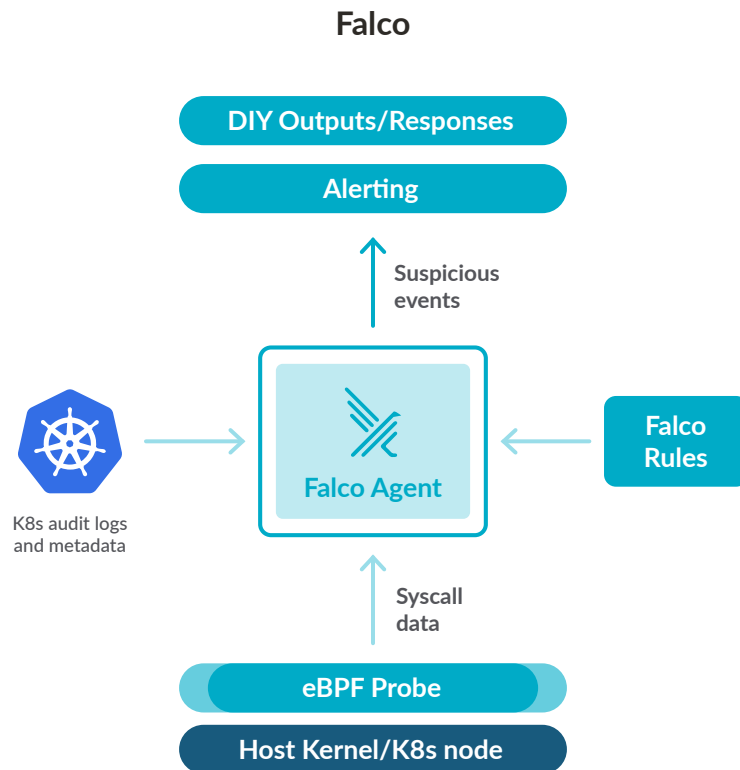 Falco
DIY Outputs/Responses
Alerting
Suspicious
events
K8s audit logs
and metadata
Falco Agent
Falco
Rules
Syscall
data
eBPF Probe
Host Kernel/K8s node